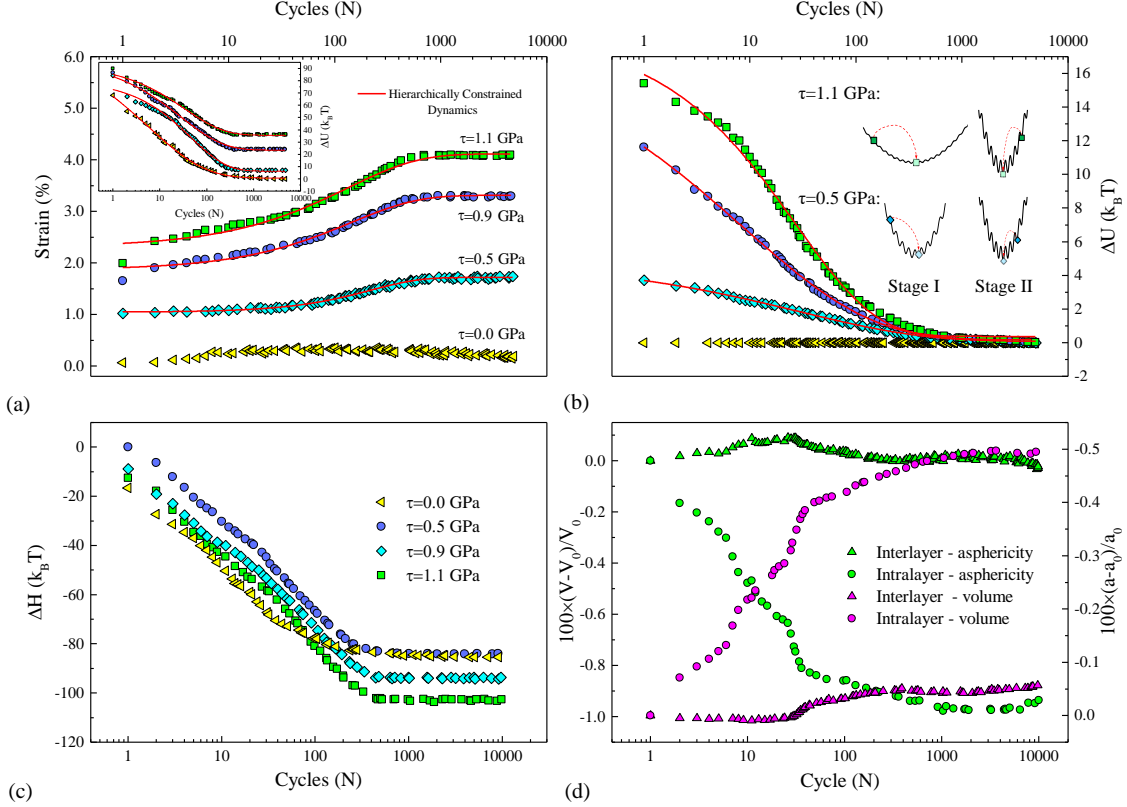 Cycles (N)
1 10 100 1000 10000
6.0
5.0
4.0
3.0
2.0
1.0
0.0
Strain (%)
90
80
70
60
50
40
30
20
10
0
-10
ΔU (k_BT)
1 10 100 1000 10000
Cycles (N)
Hierarchically Constrained
Dynamics
τ=1.1 GPa
τ=0.9 GPa
τ=0.5 GPa
τ=0.0 GPa
(a)
Cycles (N)
1 10 100 1000 10000
16
14
12
10
8
6
4
2
0
-2
ΔU (k_BT)
τ=1.1 GPa:
τ=0.5 GPa:
Stage I Stage II
(b)
0
-20
-40
-60
-80
-100
-120
ΔH (k_BT)
τ=0.0 GPa
τ=0.5 GPa
τ=0.9 GPa
τ=1.1 GPa
1 10 100 1000 10000
Cycles (N)
(c)
0.0
-0.2
-0.4
-0.6
-0.8
-1.0
100×(V-V_0)/V_0
Interlayer - asphericity
Intralayer - asphericity
Interlayer - volume
Intralayer - volume
-0.5
-0.4
-0.3
-0.2
-0.1
0.0
100×(a-a_0)/a_0
1 10 100 1000 10000
Cycle (N)
(d)